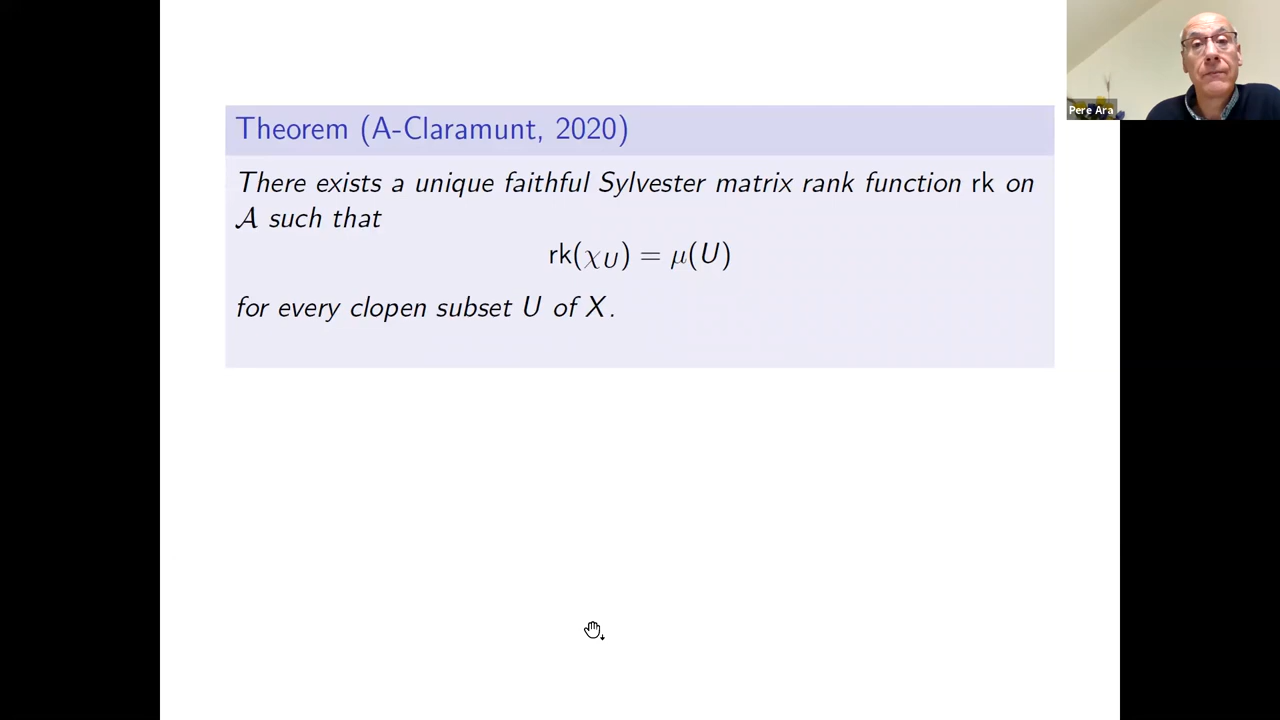 Theorem (A-Claramunt, 2020)
There exists a unique faithful Sylvester matrix rank function rk on
𝒜 such that
rk(χ_U) = μ(U)
for every clopen subset U of X.
Pere Ara